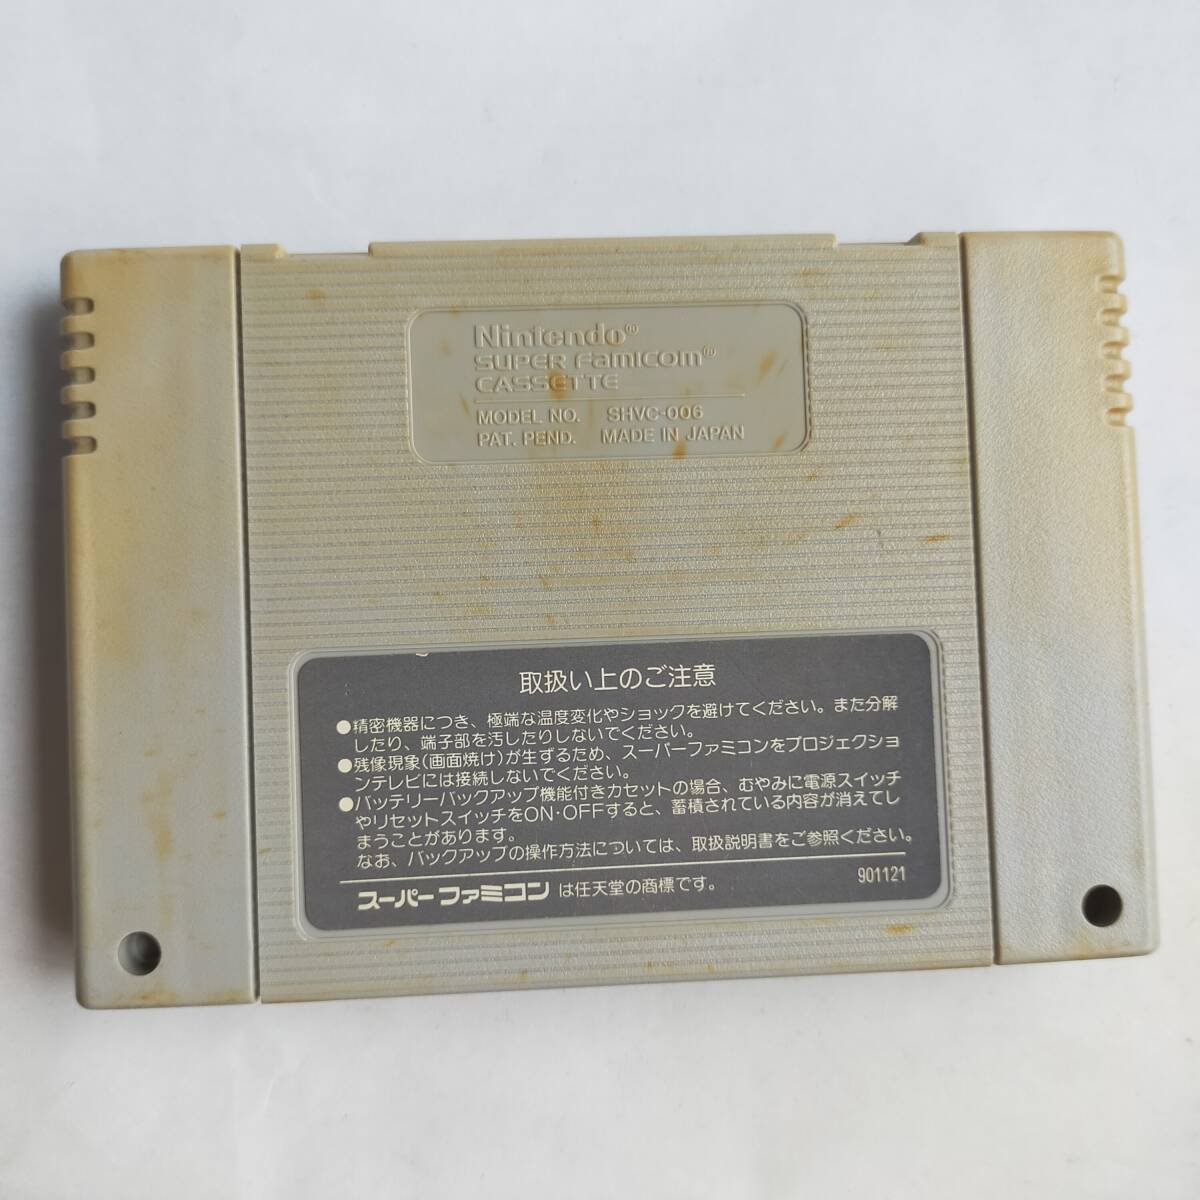 Nintendo®
SUPER FamICOM®
CASSETTE
MODEL NO. SHVC-006
PAT. PEND. MADE IN JAPAN
取扱い上のご注意
●精密機器につき、極端な温度変化やショックを避けてください。また分解
したり、端子部を汚したりしないでください。
●残像現象(画面焼け)が生ずるため、スーパーファミコンをプロジェクショ
ンテレビには接続しないでください。
●バッテリーバックアップ機能付きカセットの場合、むやみに電源スイッチ
やリセットスイッチをON・OFFすると、蓄積されている内容が消えてし
まうことがあります。
なお、バックアップの操作方法については、取扱説明書をご参照ください。
スーパーファミコン は任天堂の商標です。 901121